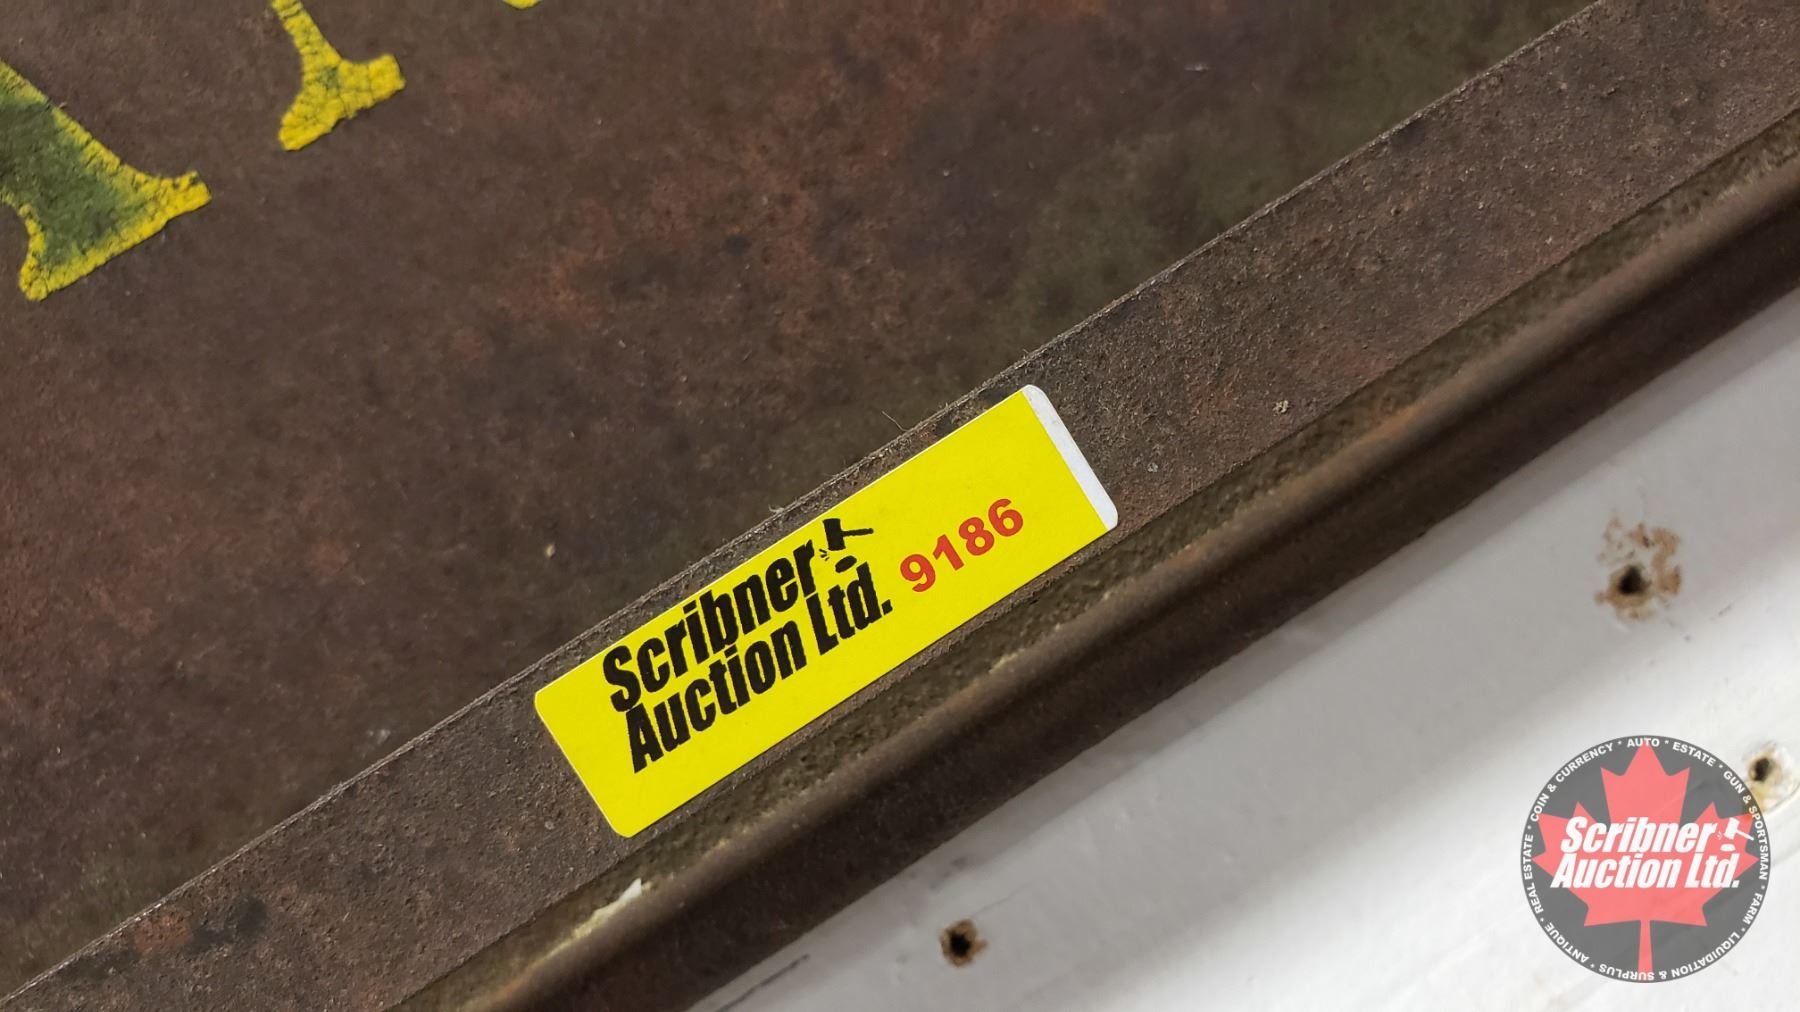 Scribner
Auction Ltd.
9186
COIN & CURRENCY * AUTO * ESTATE * GUN & SPORTSMAN * FARM * LIQUIDATION & SURPLUS * ANTIQUE * REAL ESTATE *
Scribner
Auction Ltd.